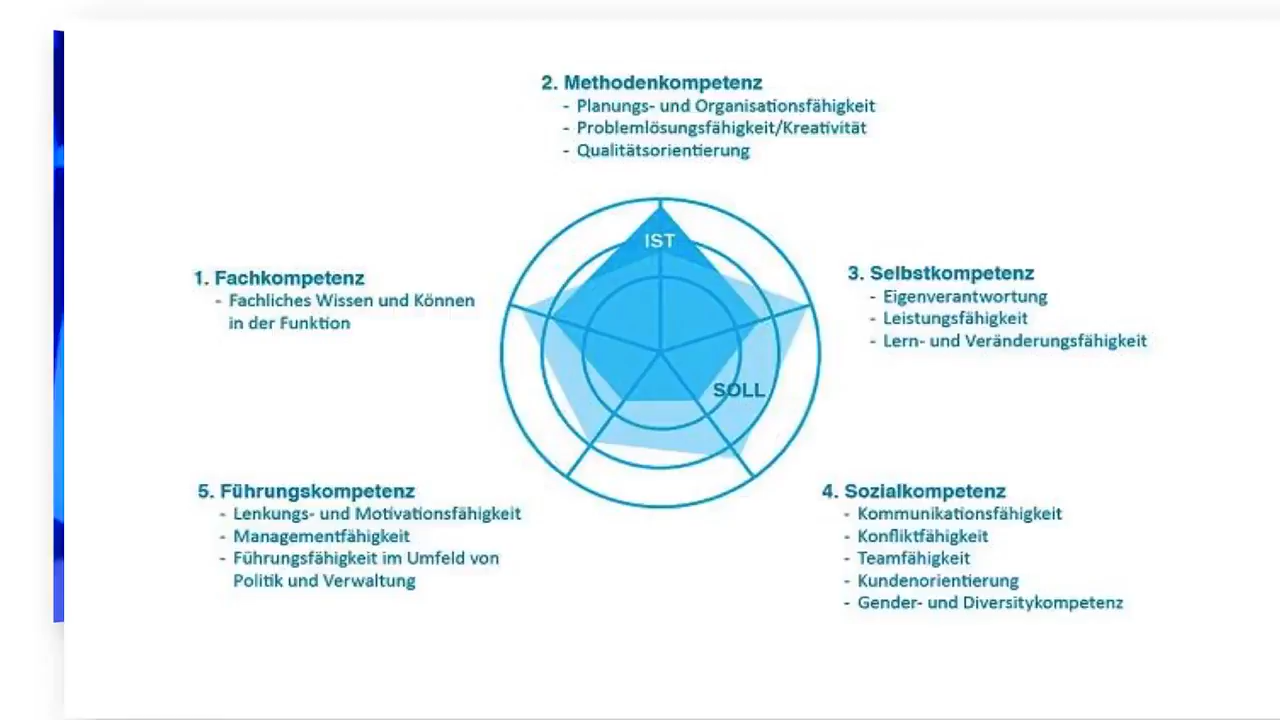 2. Methodenkompetenz
- Planungs- und Organisationsfähigkeit
- Problemlösungsfähigkeit/Kreativität
- Qualitätsorientierung
IST
1. Fachkompetenz
- Fachliches Wissen und Können
in der Funktion
3. Selbstkompetenz
- Eigenverantwortung
- Leistungsfähigkeit
- Lern- und Veränderungsfähigkeit
SOLL
5. Führungskompetenz
- Lenkungs- und Motivationsfähigkeit
- Managementfähigkeit
- Führungsfähigkeit im Umfeld von
Politik und Verwaltung
4. Sozialkompetenz
- Kommunikationsfähigkeit
- Konfliktfähigkeit
- Teamfähigkeit
- Kundenorientierung
- Gender- und Diversitykompetenz